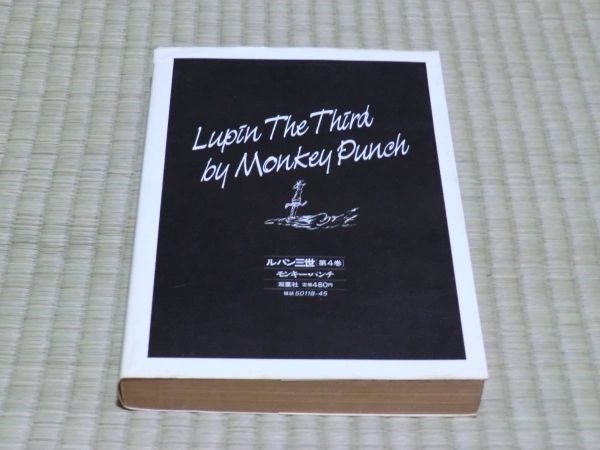 Lupin The Third
by Monkey Punch
ルパン三世[第4巻]
モンキー・パンチ
双葉社 定価480円
雑誌 50118-45